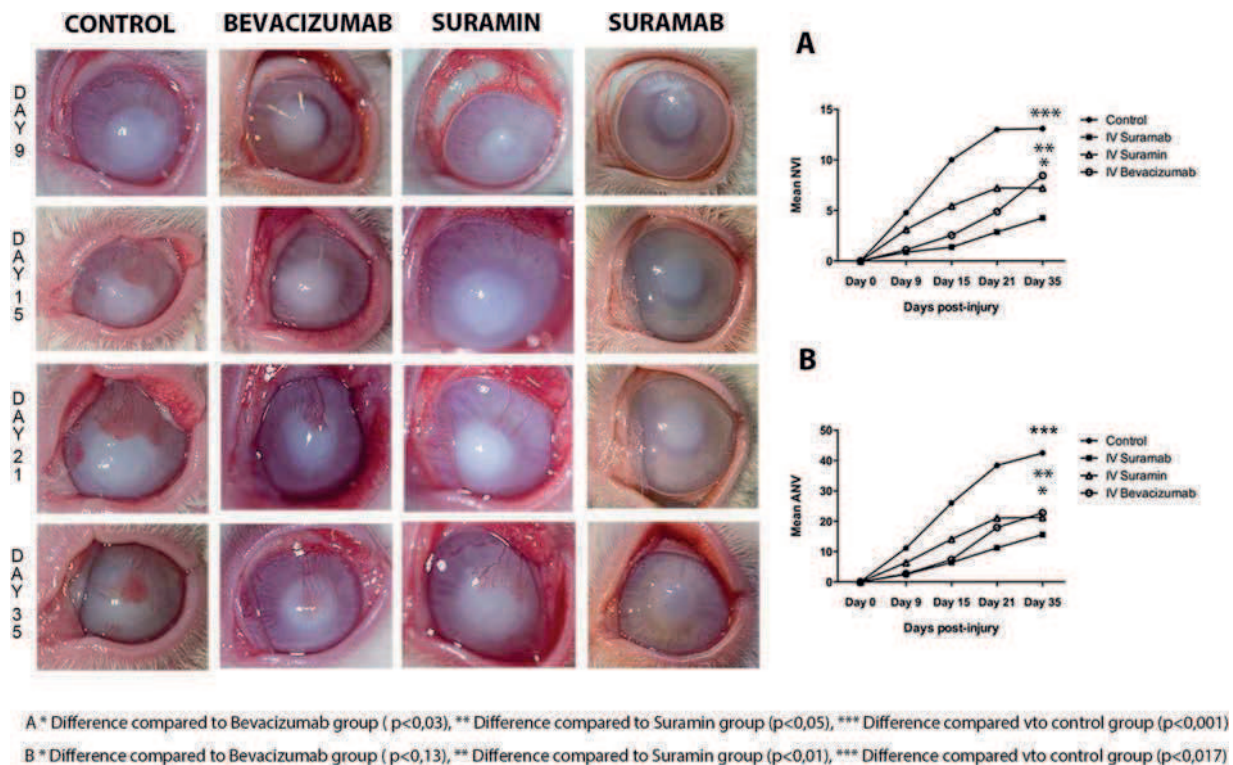 CONTROL BEVACIZUMAB SURAMIN SURAMAB
DAY 9
DAY 15
DAY 21
DAY 35
A
15
10
5
0
Mean NVI
Day 0 Day 9 Day 15 Day 21 Day 35
Days post-injury
***
**
*
Control
IV Suramab
IV Suramin
IV Bevacizumab
B
50
40
30
20
10
0
Mean ANV
Day 0 Day 9 Day 15 Day 21 Day 35
Days post-injury
***
**
*
Control
IV Suramab
IV Suramin
IV Bevacizumab
A * Difference compared to Bevacizumab group ( p<0,03), ** Difference compared to Suramin group (p<0,05), *** Difference compared vto control group (p<0,001)
B * Difference compared to Bevacizumab group ( p<0,13), ** Difference compared to Suramin group (p<0,01), *** Difference compared vto control group (p<0,017)